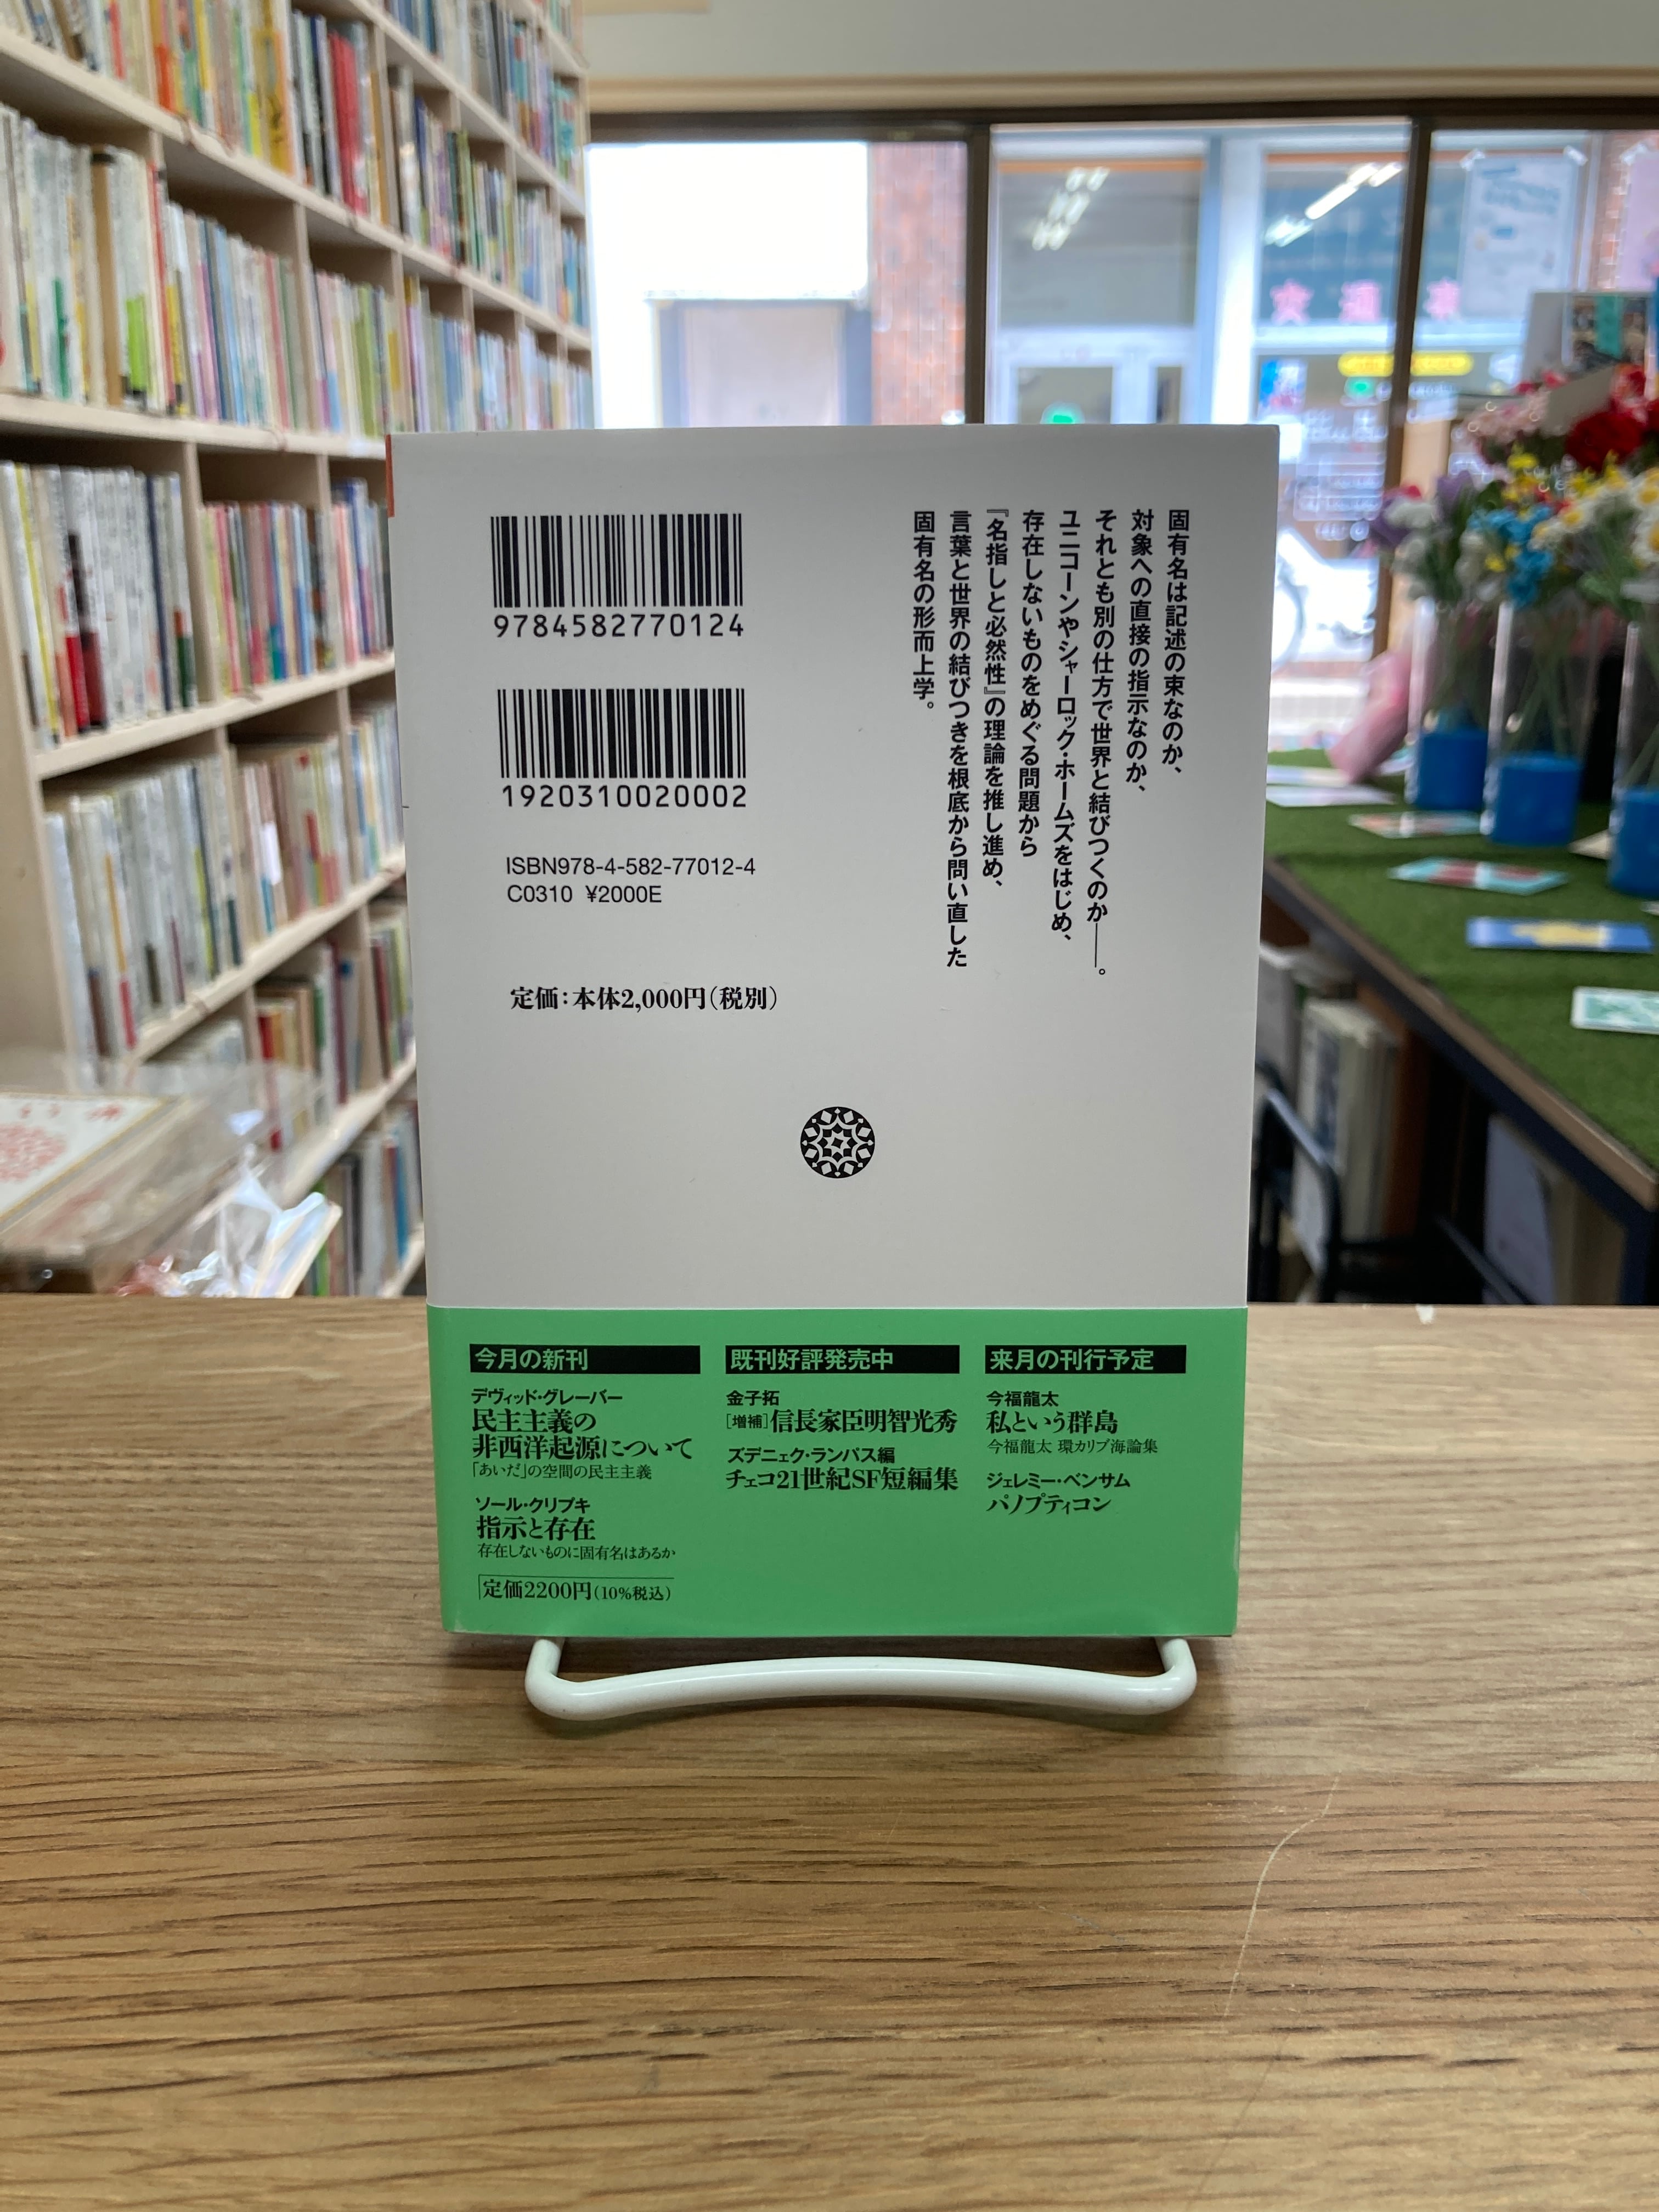 固有名は記述の束なのか、
対象への直接の指示なのか、
それとも別の仕方で世界と結びつくのか――。
ユニコーンやシャーロック・ホームズをはじめ、
存在しないものをめぐる問題から
『名指しと必然性』の理論を推し進め、
言葉と世界の結びつきを根底から問い直した
固有名の形而上学。
9784582770124
1920310020002
ISBN978-4-582-77012-4
C0310 ¥2000E
定価：本体2,000円（税別）
今月の新刊
デヴィッド・グレーバー
民主主義の
非西洋起源について
「あいだ」の空間の民主主義
ソール・クリプキ
指示と存在
存在しないものに固有名はあるか
定価2200円（10%税込）
既刊好評発売中
金子拓
［増補］信長家臣明智光秀
ズデニェク・ランパス編
チェコ21世紀SF短編集
来月の刊行予定
今福龍太
私という群島
今福龍太 環カリブ海論集
ジェレミー・ベンサム
パノプティコン